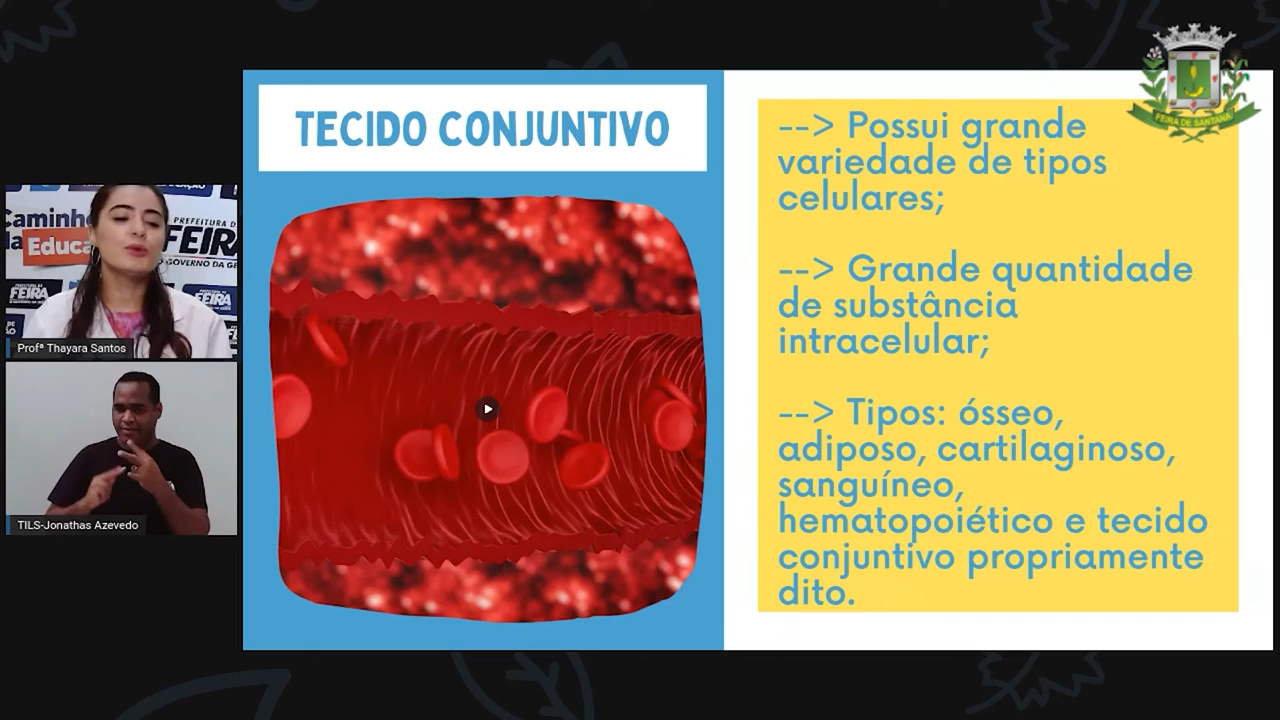 TECIDO CONJUNTIVO
--> Possui grande
variedade de tipos
celulares;
--> Grande quantidade
de substância
intracelular;
--> Tipos: ósseo,
adiposo, cartilaginoso,
sanguíneo,
hematopoiético e tecido
conjuntivo propriamente
dito.
FEIRA DE SANTANA
Caminho
da
Educa
PREFEITURA D
FEIRA
O GOVERNO DA GE
FEIRA
FEIRA
Profª Thayara Santos
TILS-Jonathas Azevedo